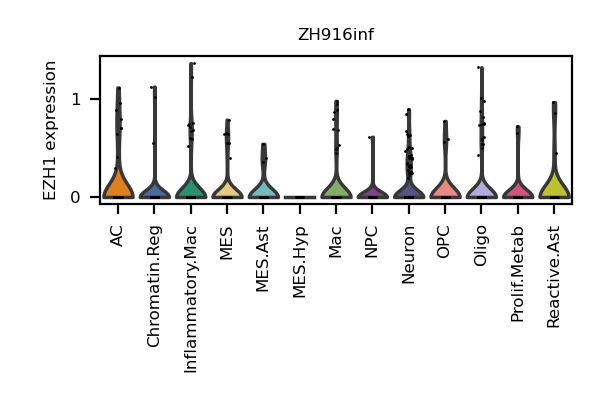 ZH916inf
EZH1 expression
1
0
AC
Chromatin.Reg
Inflammatory.Mac
MES
MES.Ast
MES.Hyp
Mac
NPC
Neuron
OPC
Oligo
Prolif.Metab
Reactive.Ast